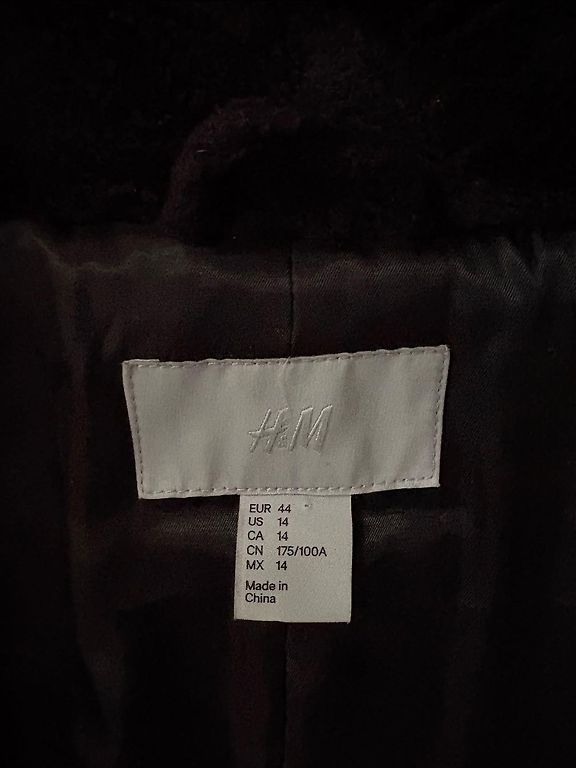 H&M
EUR 44
US 14
CA 14
CN 175/100A
MX 14
Made in
China